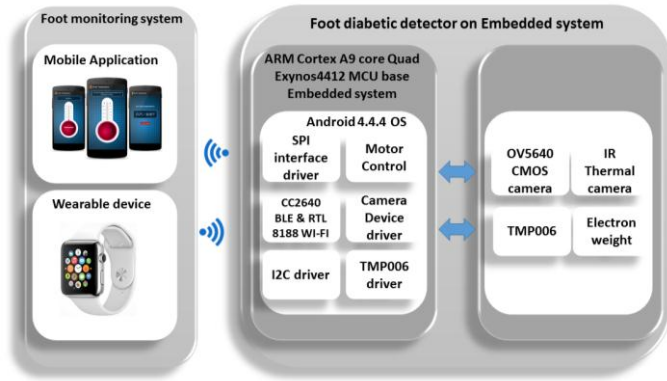 Foot monitoring system
Mobile Application
Wearable device
Foot diabetic detector on Embedded system
ARM Cortex A9 core Quad
Exynos4412 MCU base
Embedded system
Android 4.4.4 OS
SPI
interface
driver
Motor
Control
CC2640
BLE & RTL
8188 WI-FI
Camera
Device
driver
I2C driver
TMP006
driver
OV5640
CMOS
camera
IR
Thermal
camera
TMP006
Electron
weight